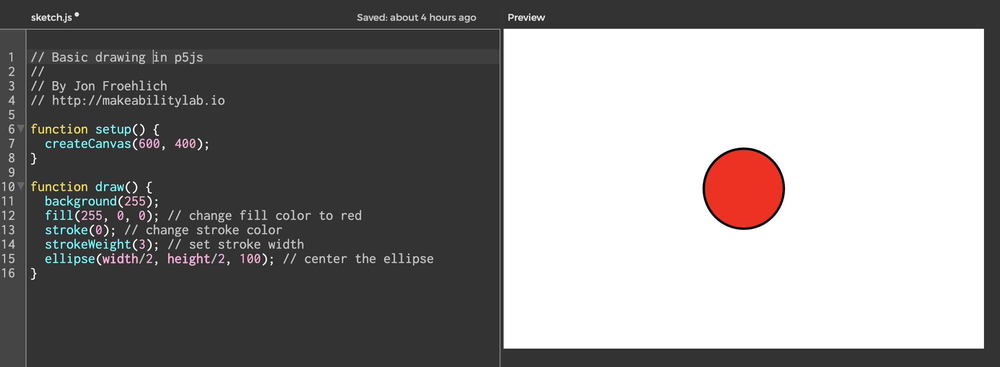 sketch.js
Saved: about 4 hours ago
Preview
1 // Basic drawing in p5js
2 //
3 // By Jon Froehlich
4 // http://makeabilitylab.io
5
6 function setup() {
7   createCanvas(600, 400);
8 }
9
10 function draw() {
11   background(255);
12   fill(255, 0, 0); // change fill color to red
13   stroke(0); // change stroke color
14   strokeWeight(3); // set stroke width
15   ellipse(width/2, height/2, 100); // center the ellipse
16 }